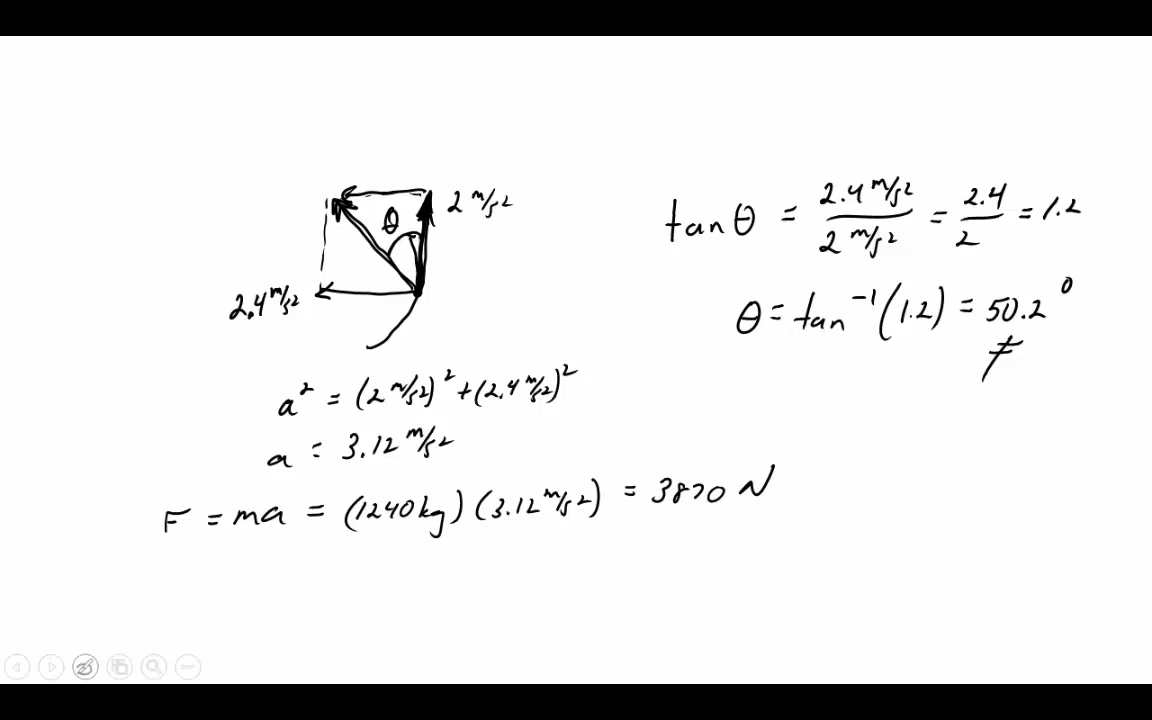 θ 2 m/s²
2.4 m/s²
a² = (2 m/s²)² + (2.4 m/s²)²
a = 3.12 m/s²
F = ma = (1240 kg) (3.12 m/s²) = 3870 N
tan θ = 2.4 m/s² / 2 m/s² = 2.4 / 2 = 1.2
θ = tan⁻¹ (1.2) = 50.2°